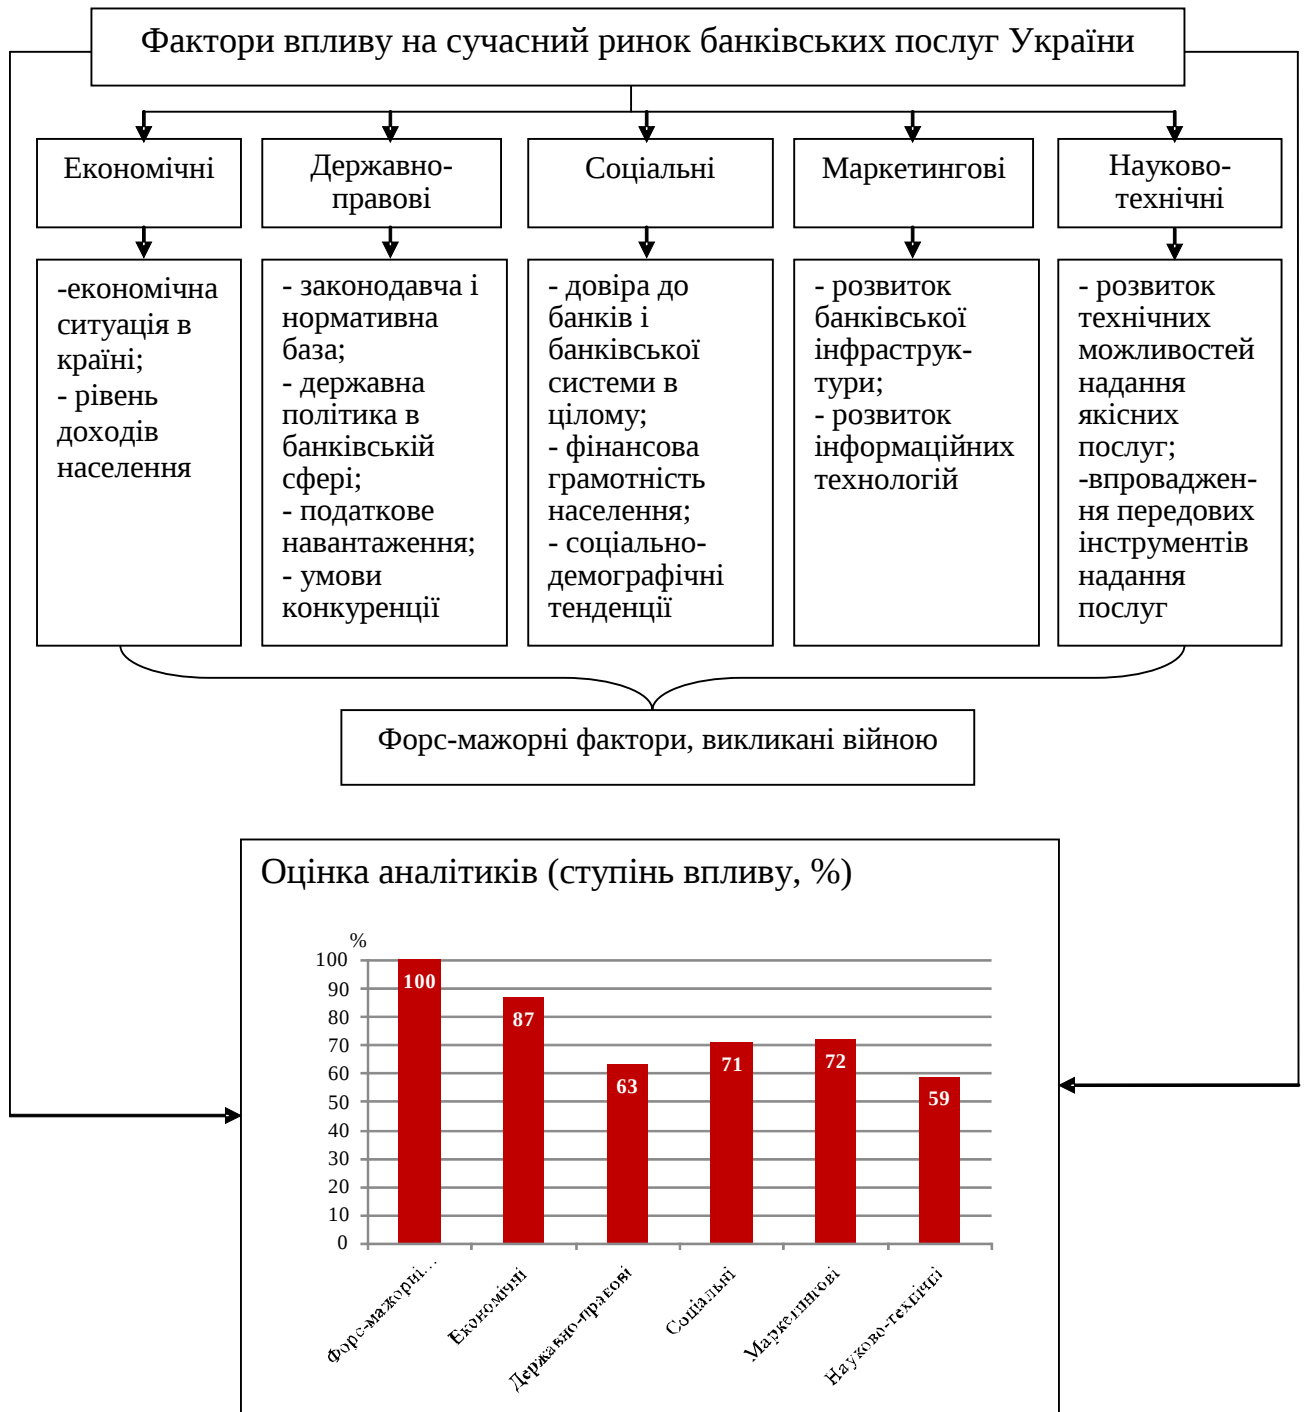 Фактори впливу на сучасний ринок банківських послуг України
Економічні
Державно-
правові
Соціальні
Маркетингові
Науково-
технічні
-економічна
ситуація в
країні;
- рівень
доходів
населення
- законодавча і
нормативна
база;
- державна
політика в
банківській
сфері;
- податкове
навантаження;
- умови
конкуренції
- довіра до
банків і
банківської
системи в
цілому;
- фінансова
грамотність
населення;
- соціально-
демографічні
тенденції
- розвиток
банківської
інфраструк-
тури;
- розвиток
інформаційних
технологій
- розвиток
технічних
можливостей
надання
якісних
послуг;
-впроваджен-
ня передових
інструментів
надання
послуг
Форс-мажорні фактори, викликані війною
Оцінка аналітиків (ступінь впливу, %)
%
100
90
80
70
60
50
40
30
20
10
0
100
87
63
71
72
59
Форс-мажорні...
Економічні
Державно-правові
Соціальні
Маркетингові
Науково-технічні